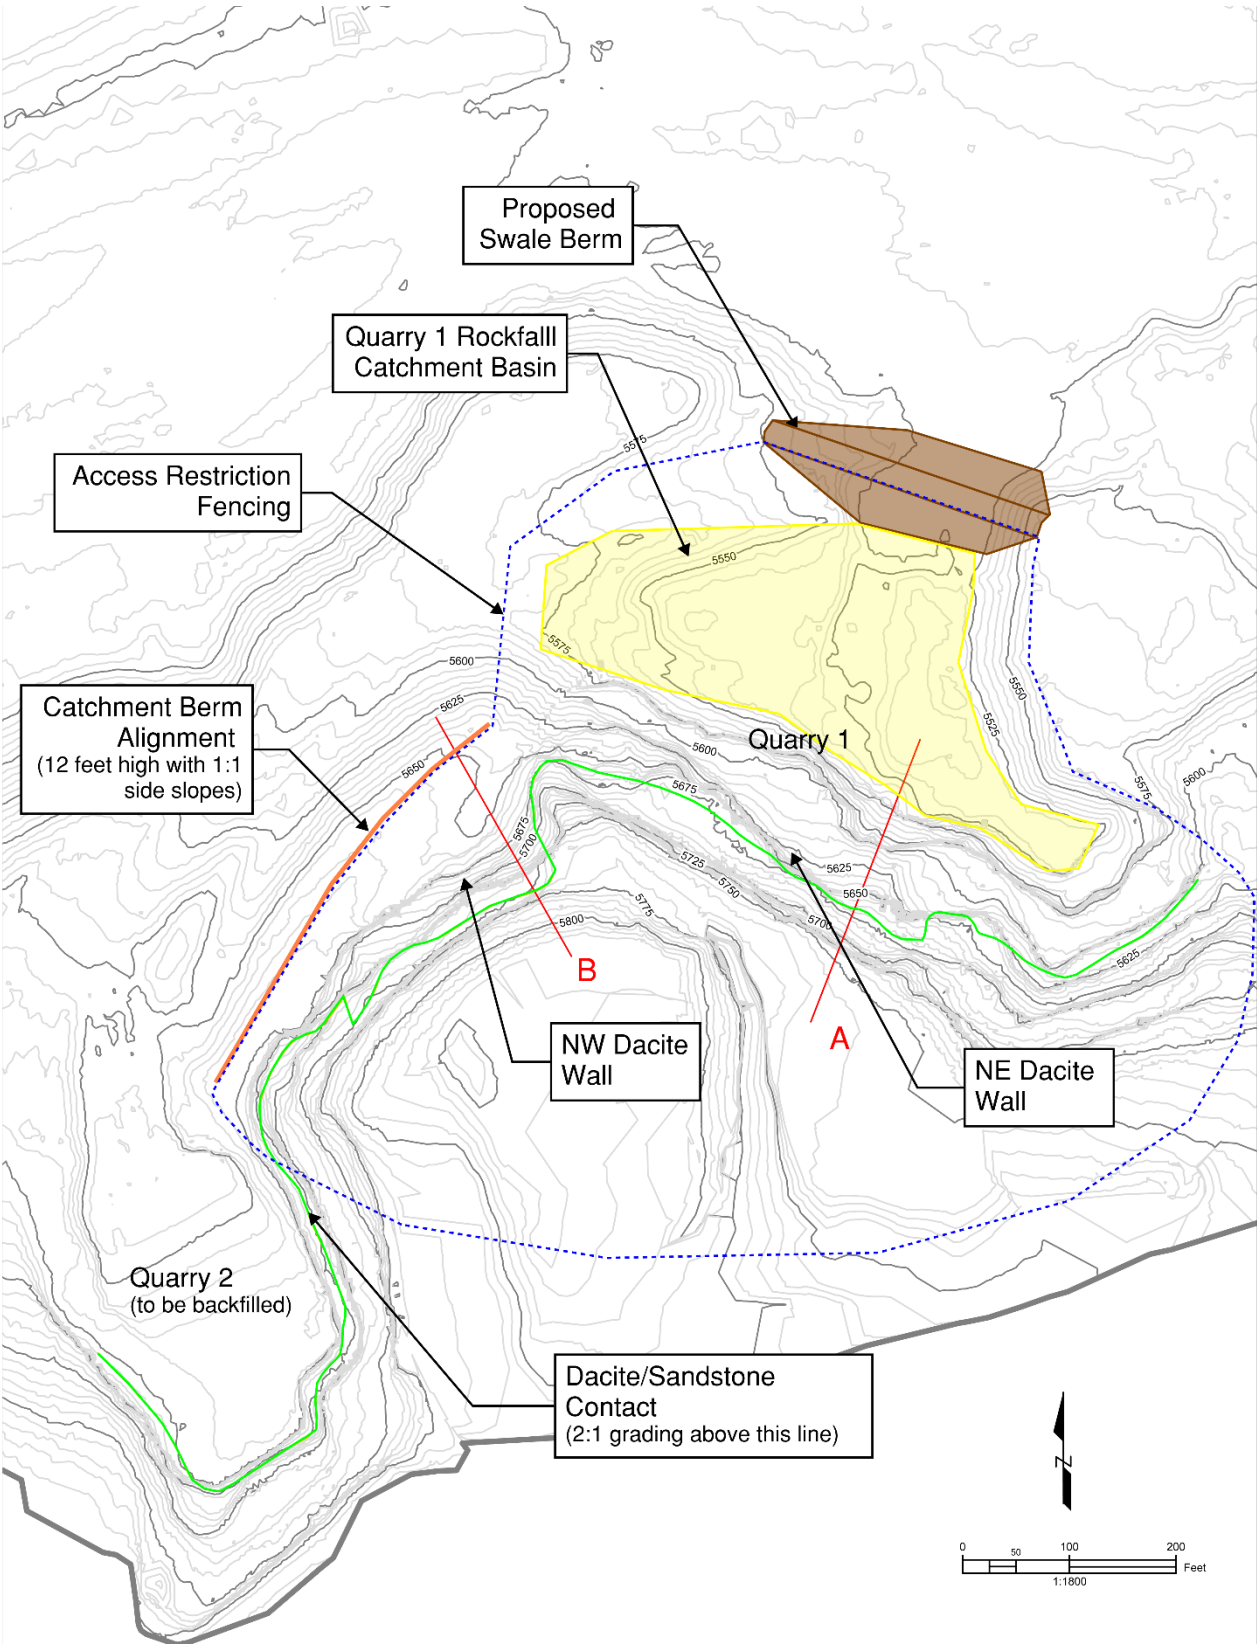 Proposed
Swale Berm
Quarry 1 Rockfalll
Catchment Basin
5575
Access Restriction
Fencing
5550
5575
5600
5625
5550
Catchment Berm
Alignment
(12 feet high with 1:1
side slopes)
5650
5525
5600
Quarry 1
5600
5575
5675
5675
5700
5725
5750
5625
5650
5700
5775
5800
5625
B
A
NW Dacite
Wall
NE Dacite
Wall
Quarry 2
(to be backfilled)
Dacite/Sandstone
Contact
(2:1 grading above this line)
N
0 50 100 200
Feet
1:1800